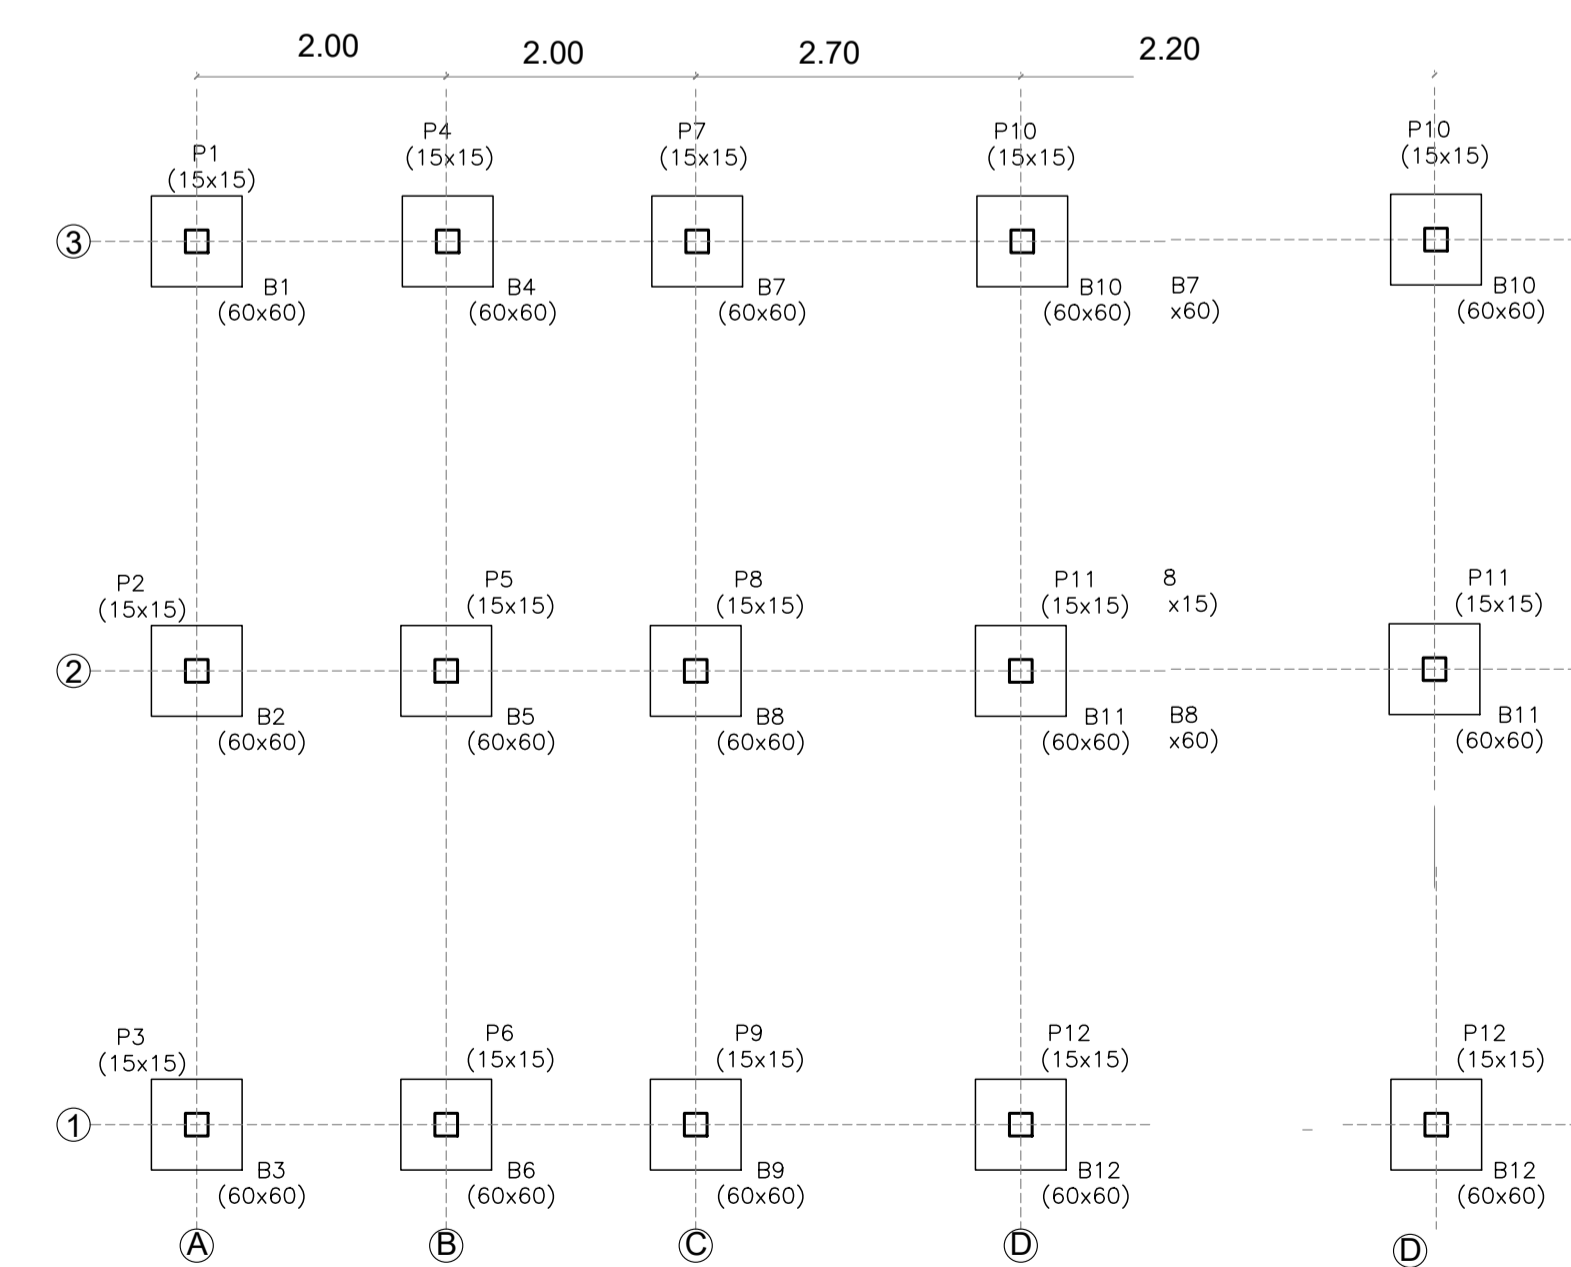 2.00
2.00
2.70
2.20
P1
(15x15)
P4
(15x15)
P7
(15x15)
P10
(15x15)
P10
(15x15)
3
B1
(60x60)
B4
(60x60)
B7
(60x60)
B10
(60x60)
B7
x60)
B10
(60x60)
P2
(15x15)
P5
(15x15)
P8
(15x15)
P11
(15x15)
8
x15)
P11
(15x15)
2
B2
(60x60)
B5
(60x60)
B8
(60x60)
B11
(60x60)
B8
x60)
B11
(60x60)
P3
(15x15)
P6
(15x15)
P9
(15x15)
P12
(15x15)
P12
(15x15)
1
B3
(60x60)
B6
(60x60)
B9
(60x60)
B12
(60x60)
B12
(60x60)
A
B
C
D
D